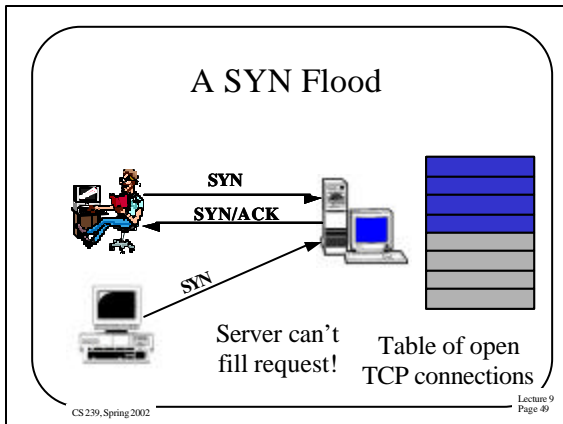 A SYN Flood
SYN
SYN/ACK
SYN
Server can't
fill request!
Table of open
TCP connections
CS 239, Spring 2002
Lecture 9
Page 49